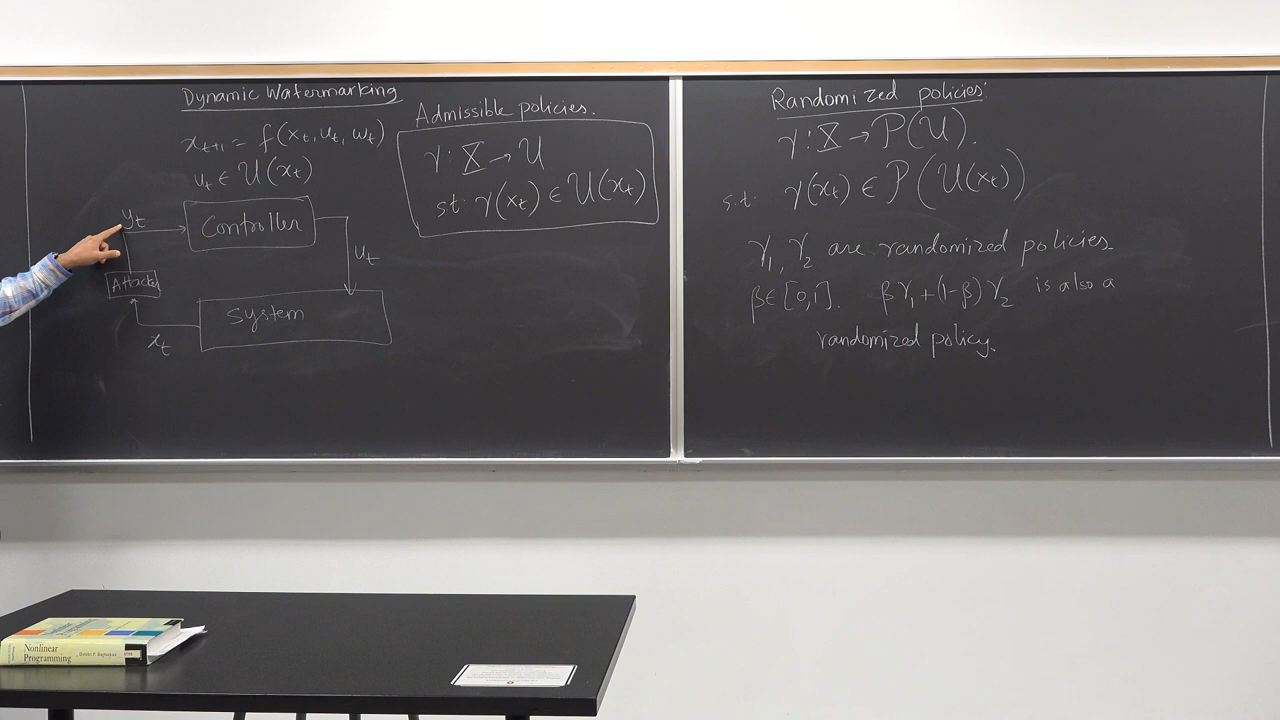 Dynamic Watermarking
x_{t+1} = f(x_t, u_t, w_t)
u_t ∈ U(x_t)
y_t
Controller
u_t
Attacker
System
x_t
Admissible policies.
γ: X → U
s.t. γ(x_t) ∈ U(x_t)
Randomized policies:
γ: X → P(U).
s.t. γ(x_t) ∈ P(U(x_t))
γ_1, γ_2 are randomized policies.
β ∈ [0,1]. βγ_1 + (1-β)γ_2 is also a
randomized policy.
Nonlinear
Programming
Dimitri P. Bertsekas